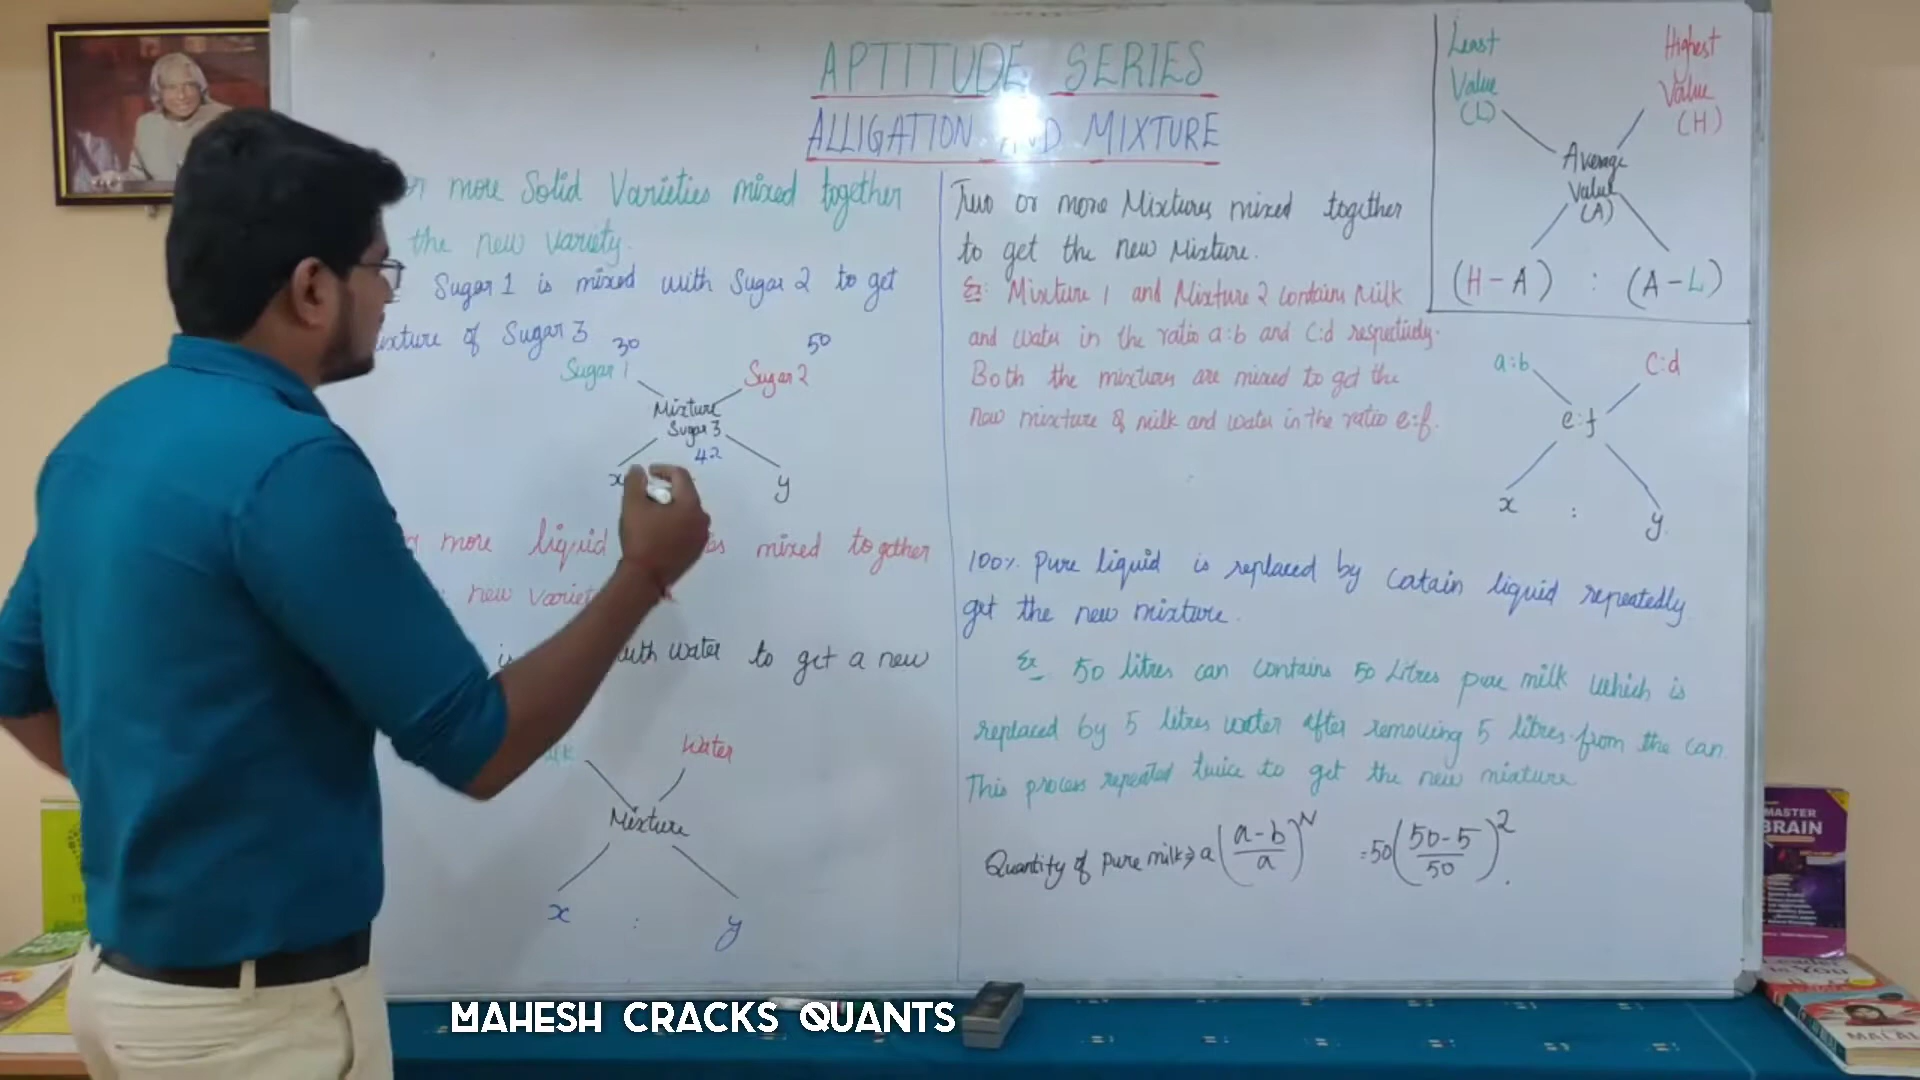 APTITUDE SERIES
ALLIGATION AND MIXTURE
more Solid Varieties mixed together
the new variety.
Sugar 1 is mixed with Sugar 2 to get
of Sugar 3
30
50
Sugar 1
Sugar 2
Mixture
Sugar 3
42
x
y
more liquid mixed together
new
is with water to get a new
Water
Mixture
x : y
Two or more Mixtures mixed together
to get the new Mixture.
Ex: Mixture 1 and Mixture 2 contains Milk
and water in the ratio a:b and c:d respectively.
Both the mixtures are mixed to get the
new mixture of milk and water in the ratio e:f.
Least
Value
(L)
Highest
Value
(H)
Average
Value
(A)
(H-A) : (A-L)
a:b
c:d
e:f
x : y
100% pure liquid is replaced by certain liquid repeatedly
get the new mixture.
Ex 50 litres can contains 50 Litres pure milk which is
replaced by 5 litres water after removing 5 litres from the can.
This process repeated twice to get the new mixture
Quantity of pure milk ⇒ a((a-b)/a)^N = 50((50-5)/50)^2.
MASTER
BRAIN
MALALA
MAHESH CRACKS QUANTS